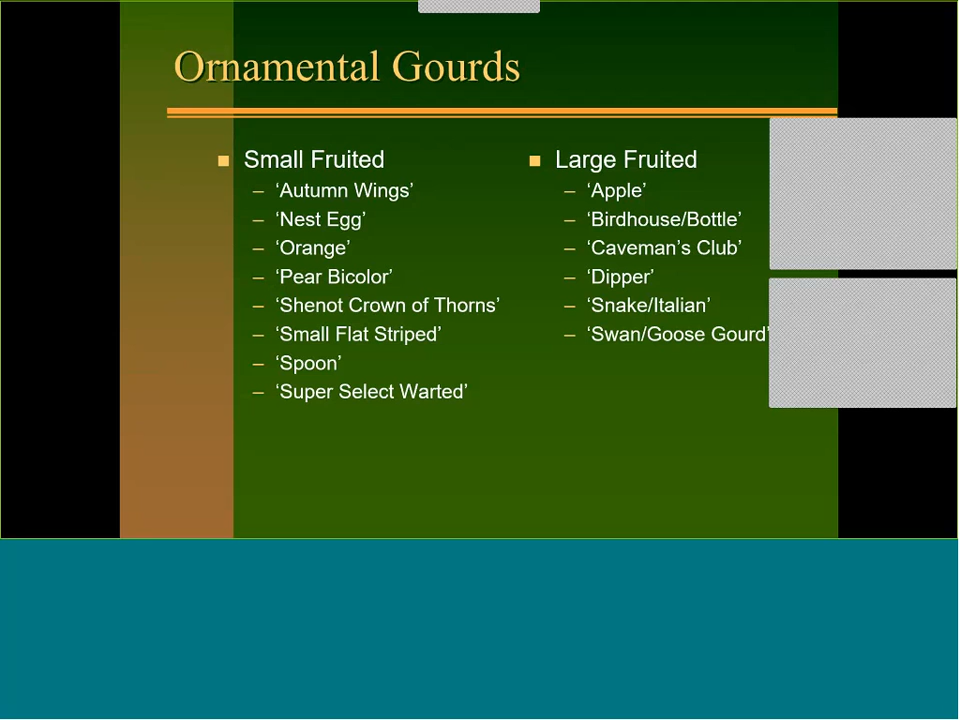 Ornamental Gourds
Small Fruited
– ‘Autumn Wings’
– ‘Nest Egg’
– ‘Orange’
– ‘Pear Bicolor’
– ‘Shenot Crown of Thorns’
– ‘Small Flat Striped’
– ‘Spoon’
– ‘Super Select Warted’
Large Fruited
– ‘Apple’
– ‘Birdhouse/Bottle’
– ‘Caveman’s Club’
– ‘Dipper’
– ‘Snake/Italian’
– ‘Swan/Goose Gourd’